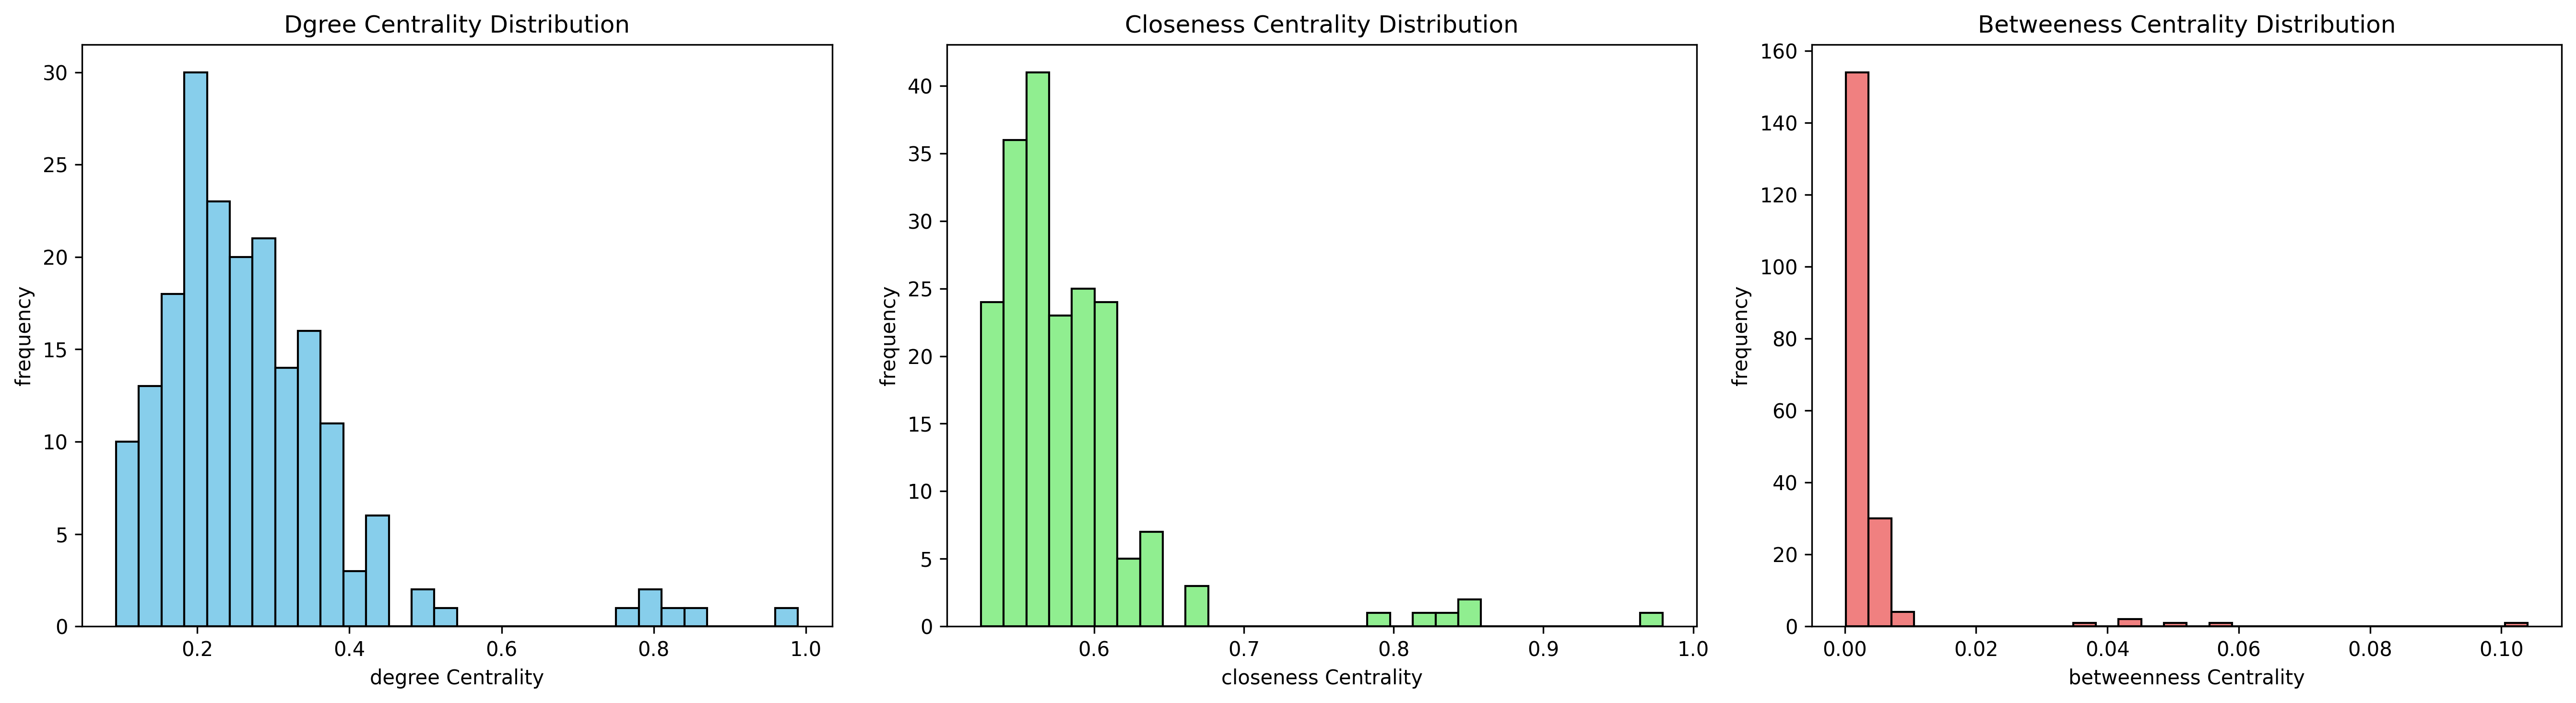 Dgree Centrality Distribution
frequency
30
25
20
15
10
5
0
0.2 0.4 0.6 0.8 1.0
degree Centrality
Closeness Centrality Distribution
frequency
40
35
30
25
20
15
10
5
0
0.6 0.7 0.8 0.9 1.0
closeness Centrality
Betweeness Centrality Distribution
frequency
160
140
120
100
80
60
40
20
0
0.00 0.02 0.04 0.06 0.08 0.10
betweenness Centrality